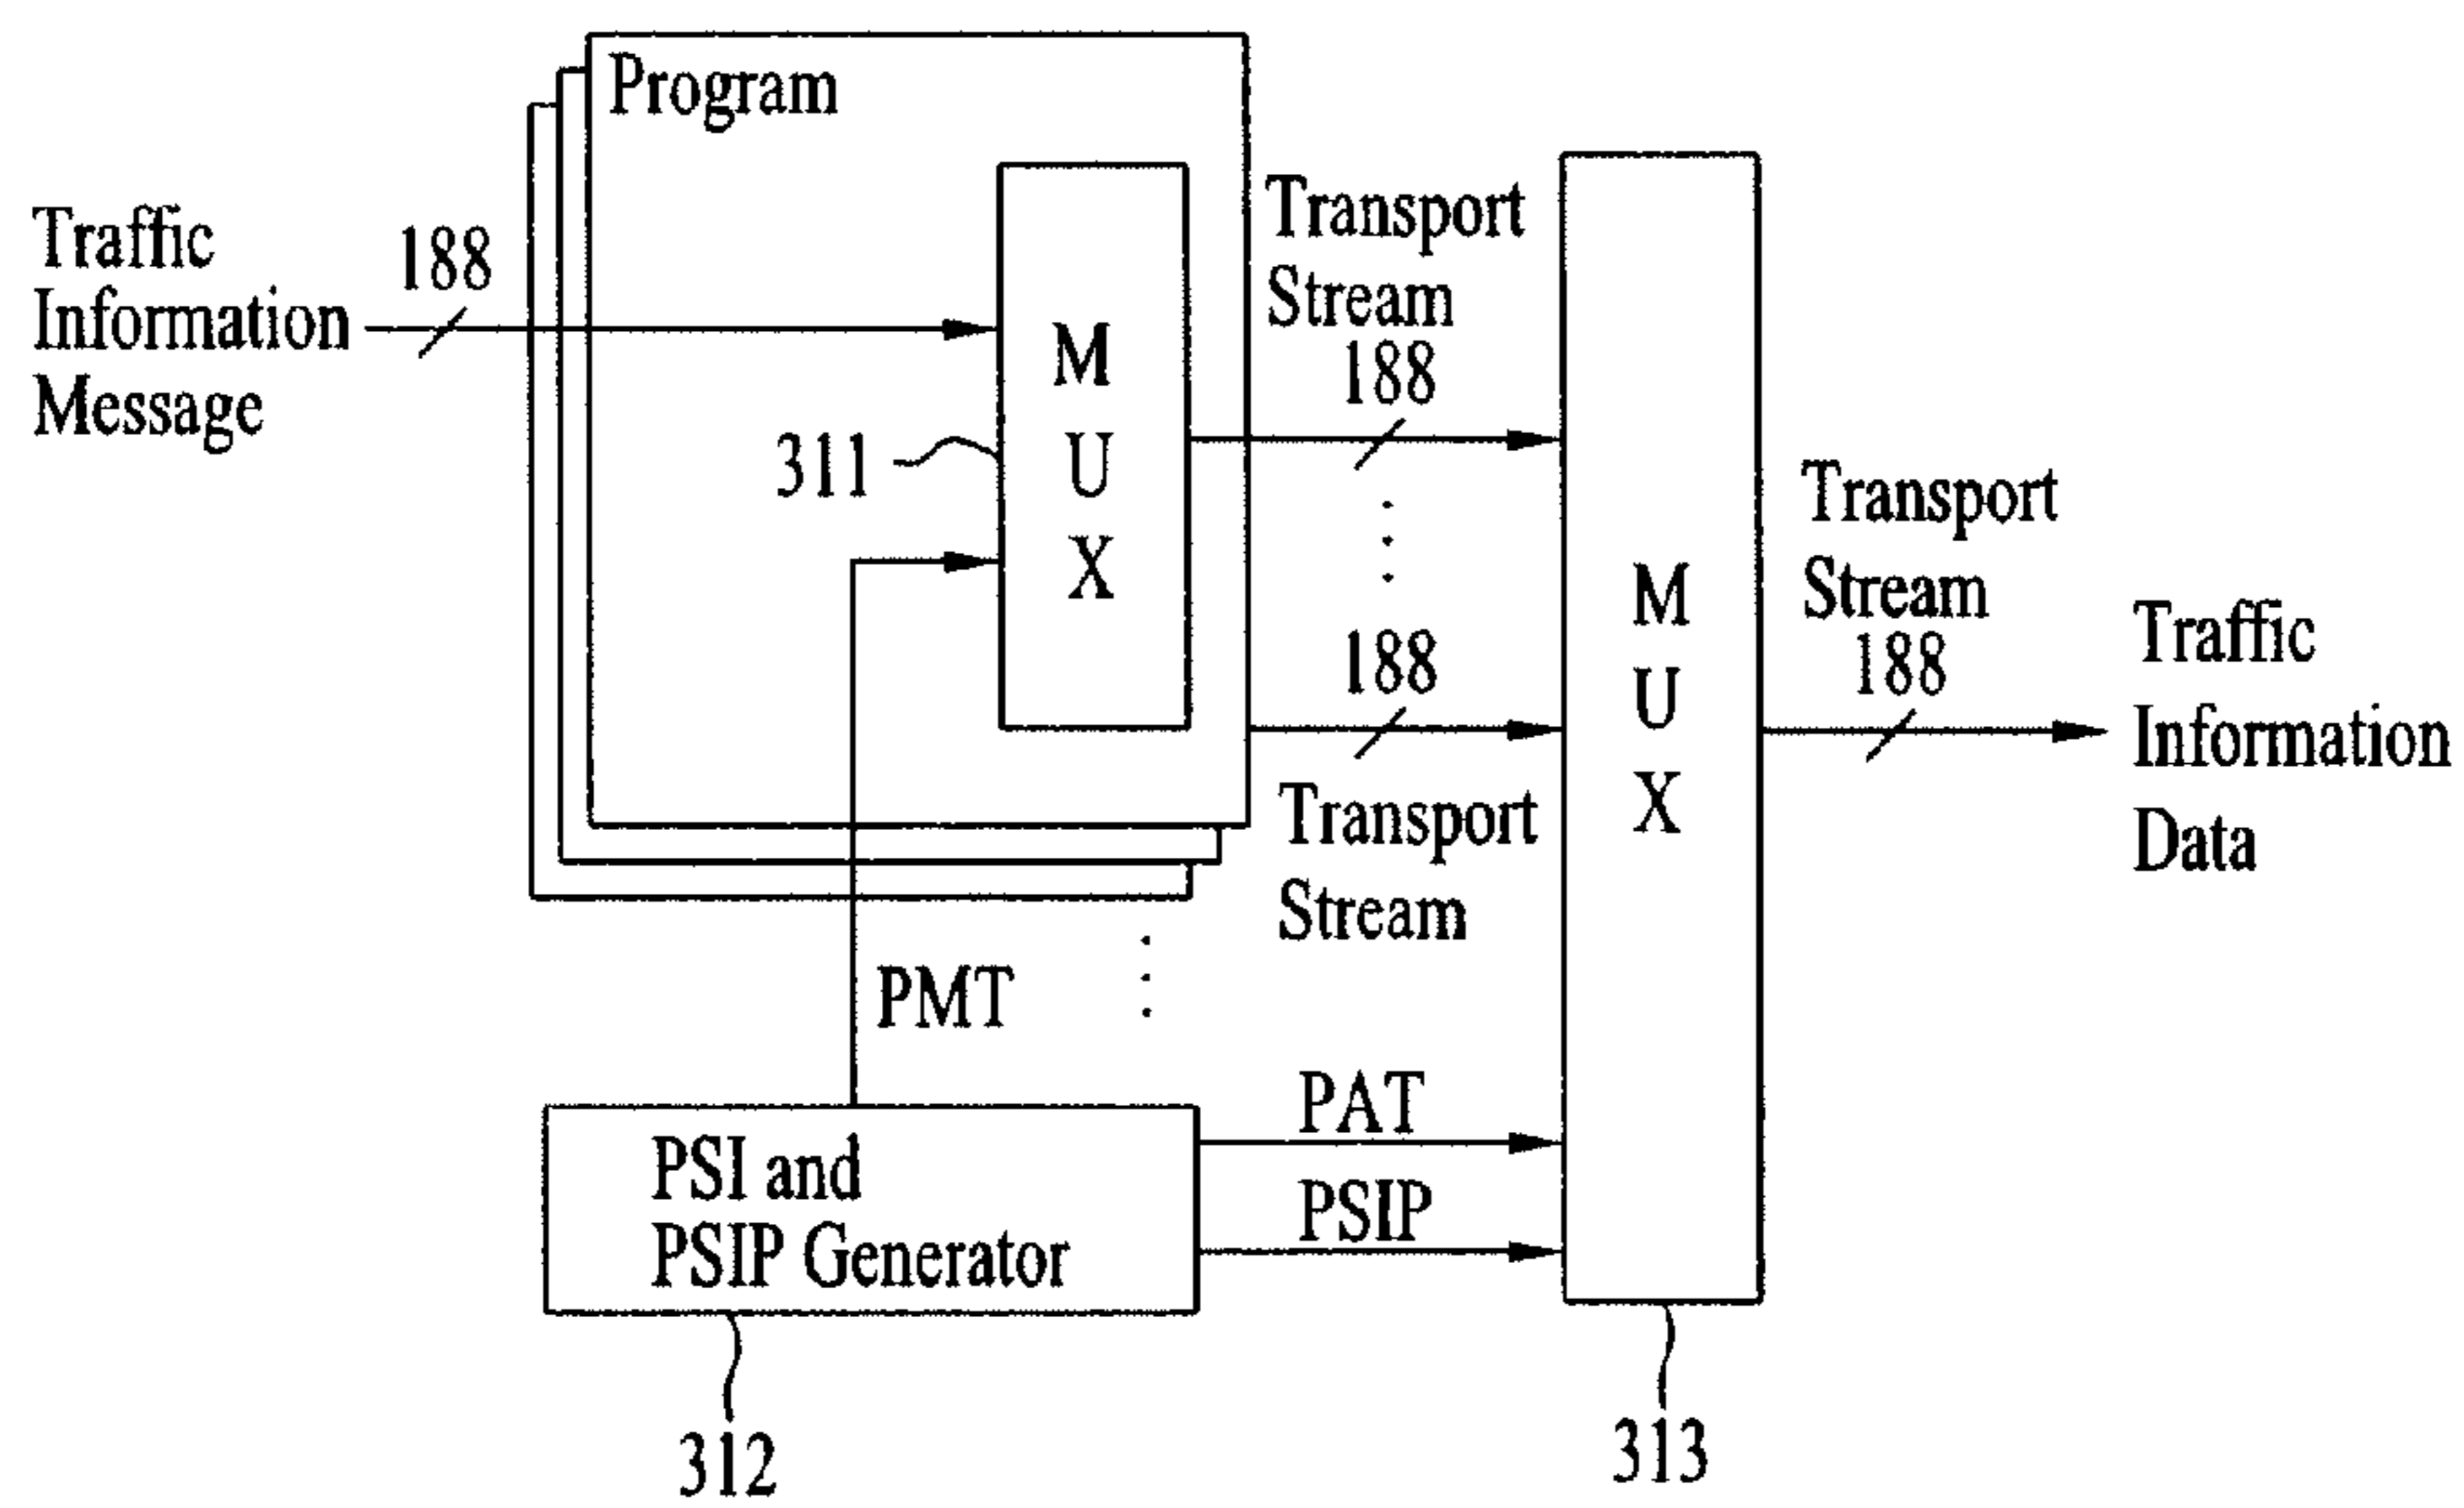 Program
Traffic
Information
Message
188
311
M
U
X
Transport
Stream
188
188
Transport
Stream
M
U
X
Transport
Stream
188
Traffic
Information
Data
PMT
PSI and
PSIP Generator
PAT
PSIP
312
313